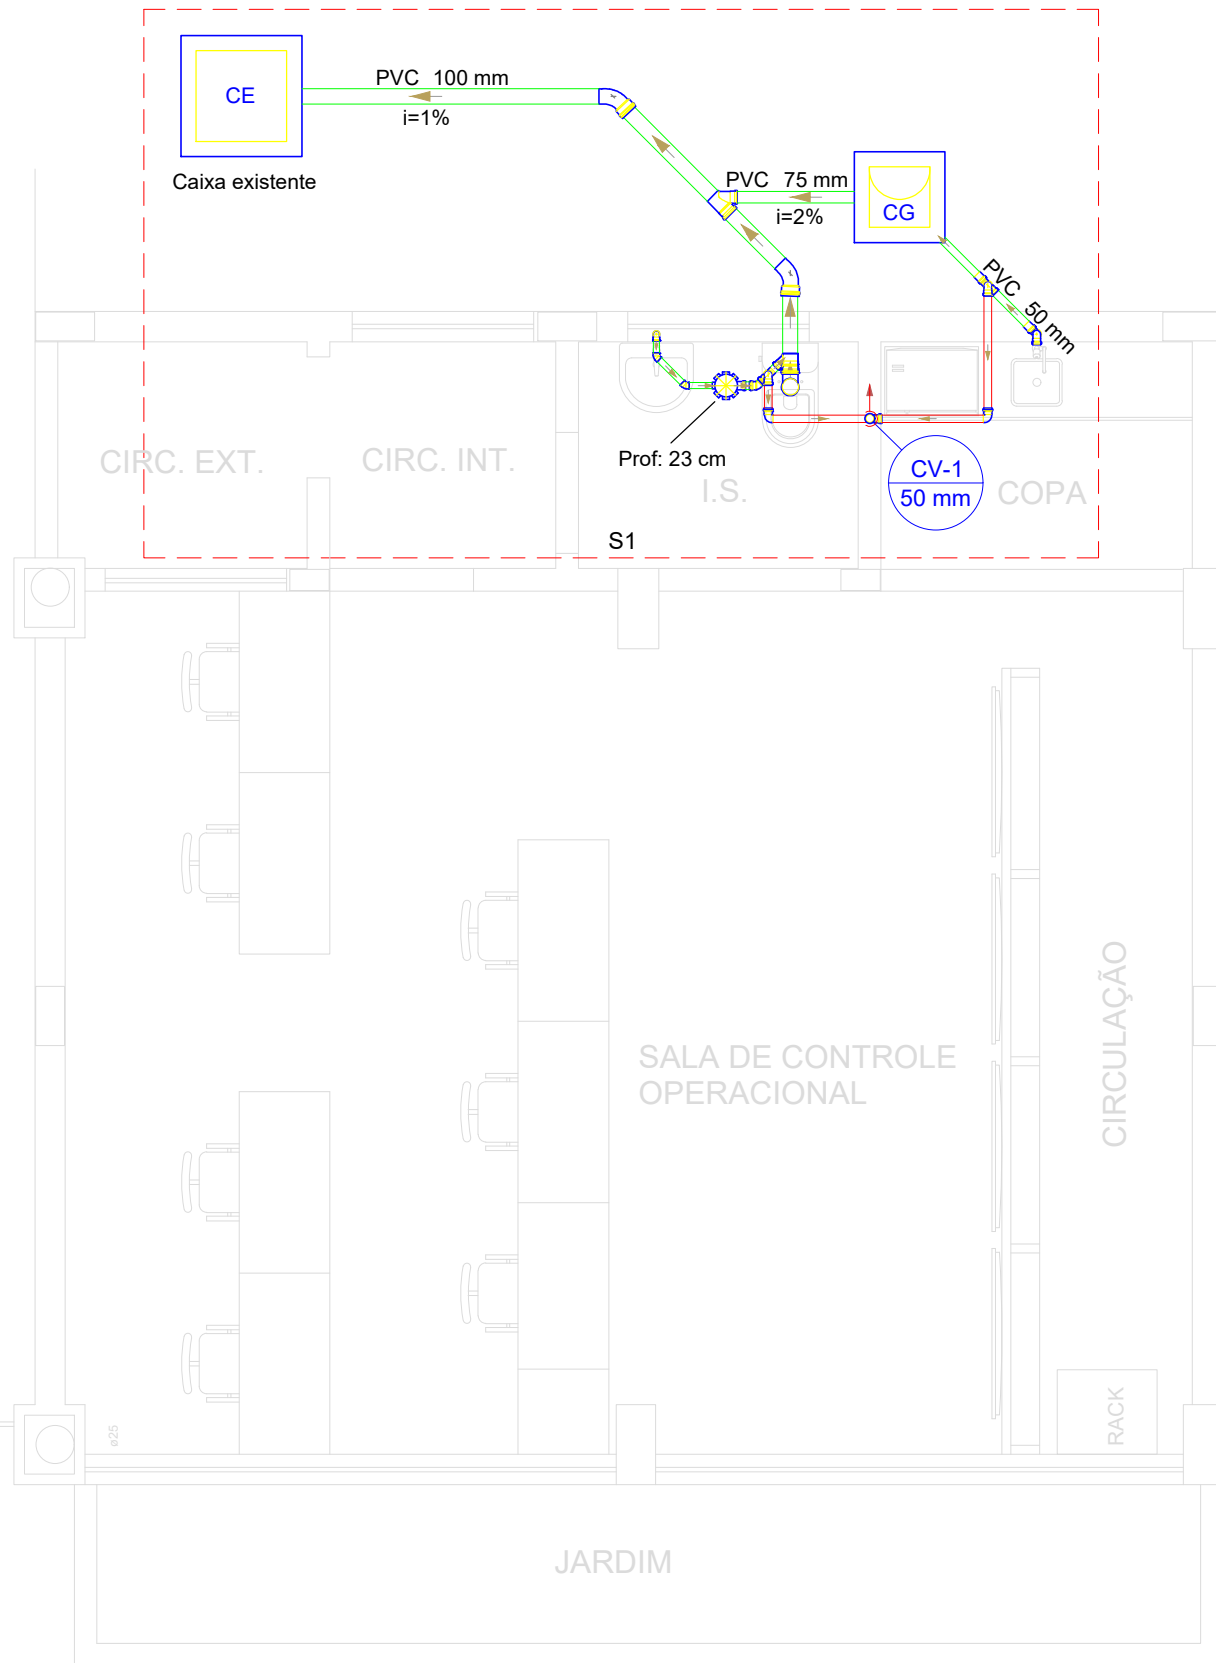 PVC 100 mm
CE
i=1%
Caixa existente
PVC 75 mm
CG
i=2%
PVC 50 mm
Prof: 23 cm
CIRC. EXT.
CIRC. INT.
I.S.
CV-1
50 mm
COPA
S1
SALA DE CONTROLE
OPERACIONAL
CIRCULAÇÃO
RACK
ø25
JARDIM